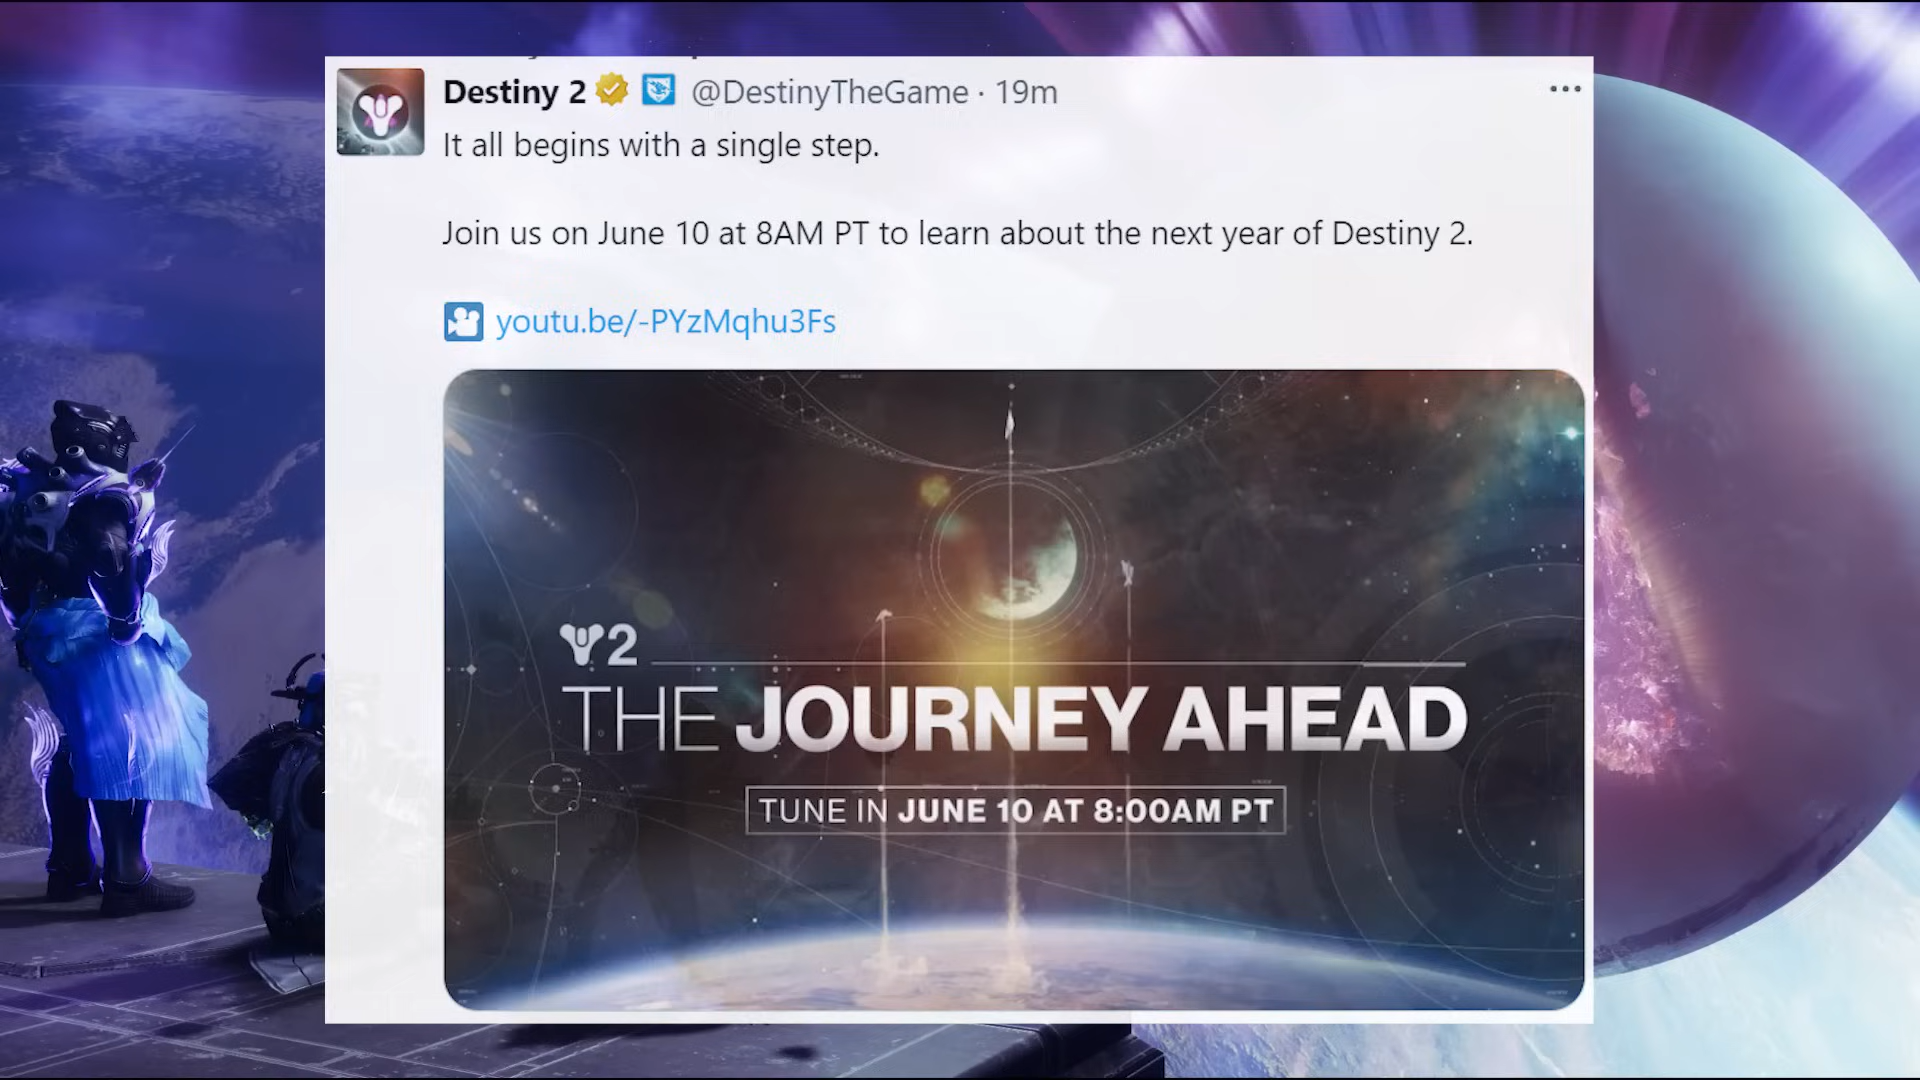 Destiny 2 @DestinyTheGame · 19m
It all begins with a single step.
Join us on June 10 at 8AM PT to learn about the next year of Destiny 2.
youtu.be/-PYzMqhu3Fs
2
THE JOURNEY AHEAD
TUNE IN JUNE 10 AT 8:00AM PT